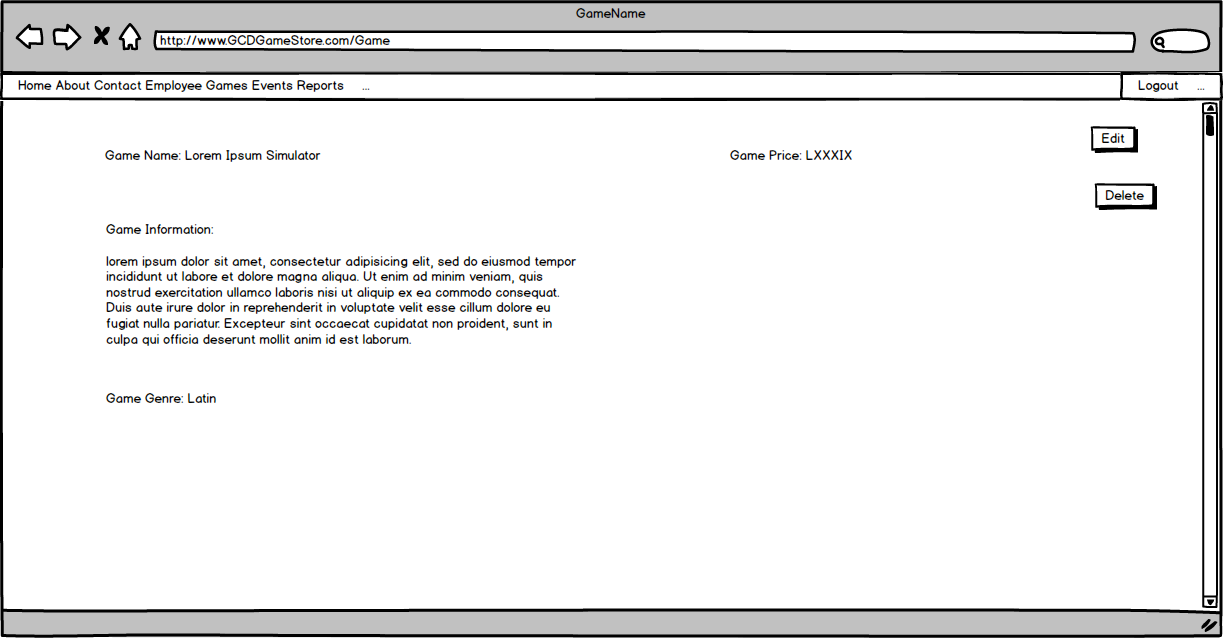 GameName
http://www.GCDGameStore.com/Game
Home About Contact Employee Games Events Reports ...
Logout ...
Edit
Game Name: Lorem Ipsum Simulator
Game Price: LXXXIX
Delete
Game Information:
lorem ipsum dolor sit amet, consectetur adipisicing elit, sed do eiusmod tempor
incididunt ut labore et dolore magna aliqua. Ut enim ad minim veniam, quis
nostrud exercitation ullamco laboris nisi ut aliquip ex ea commodo consequat.
Duis aute irure dolor in reprehenderit in voluptate velit esse cillum dolore eu
fugiat nulla pariatur. Excepteur sint occaecat cupidatat non proident, sunt in
culpa qui officia deserunt mollit anim id est laborum.
Game Genre: Latin